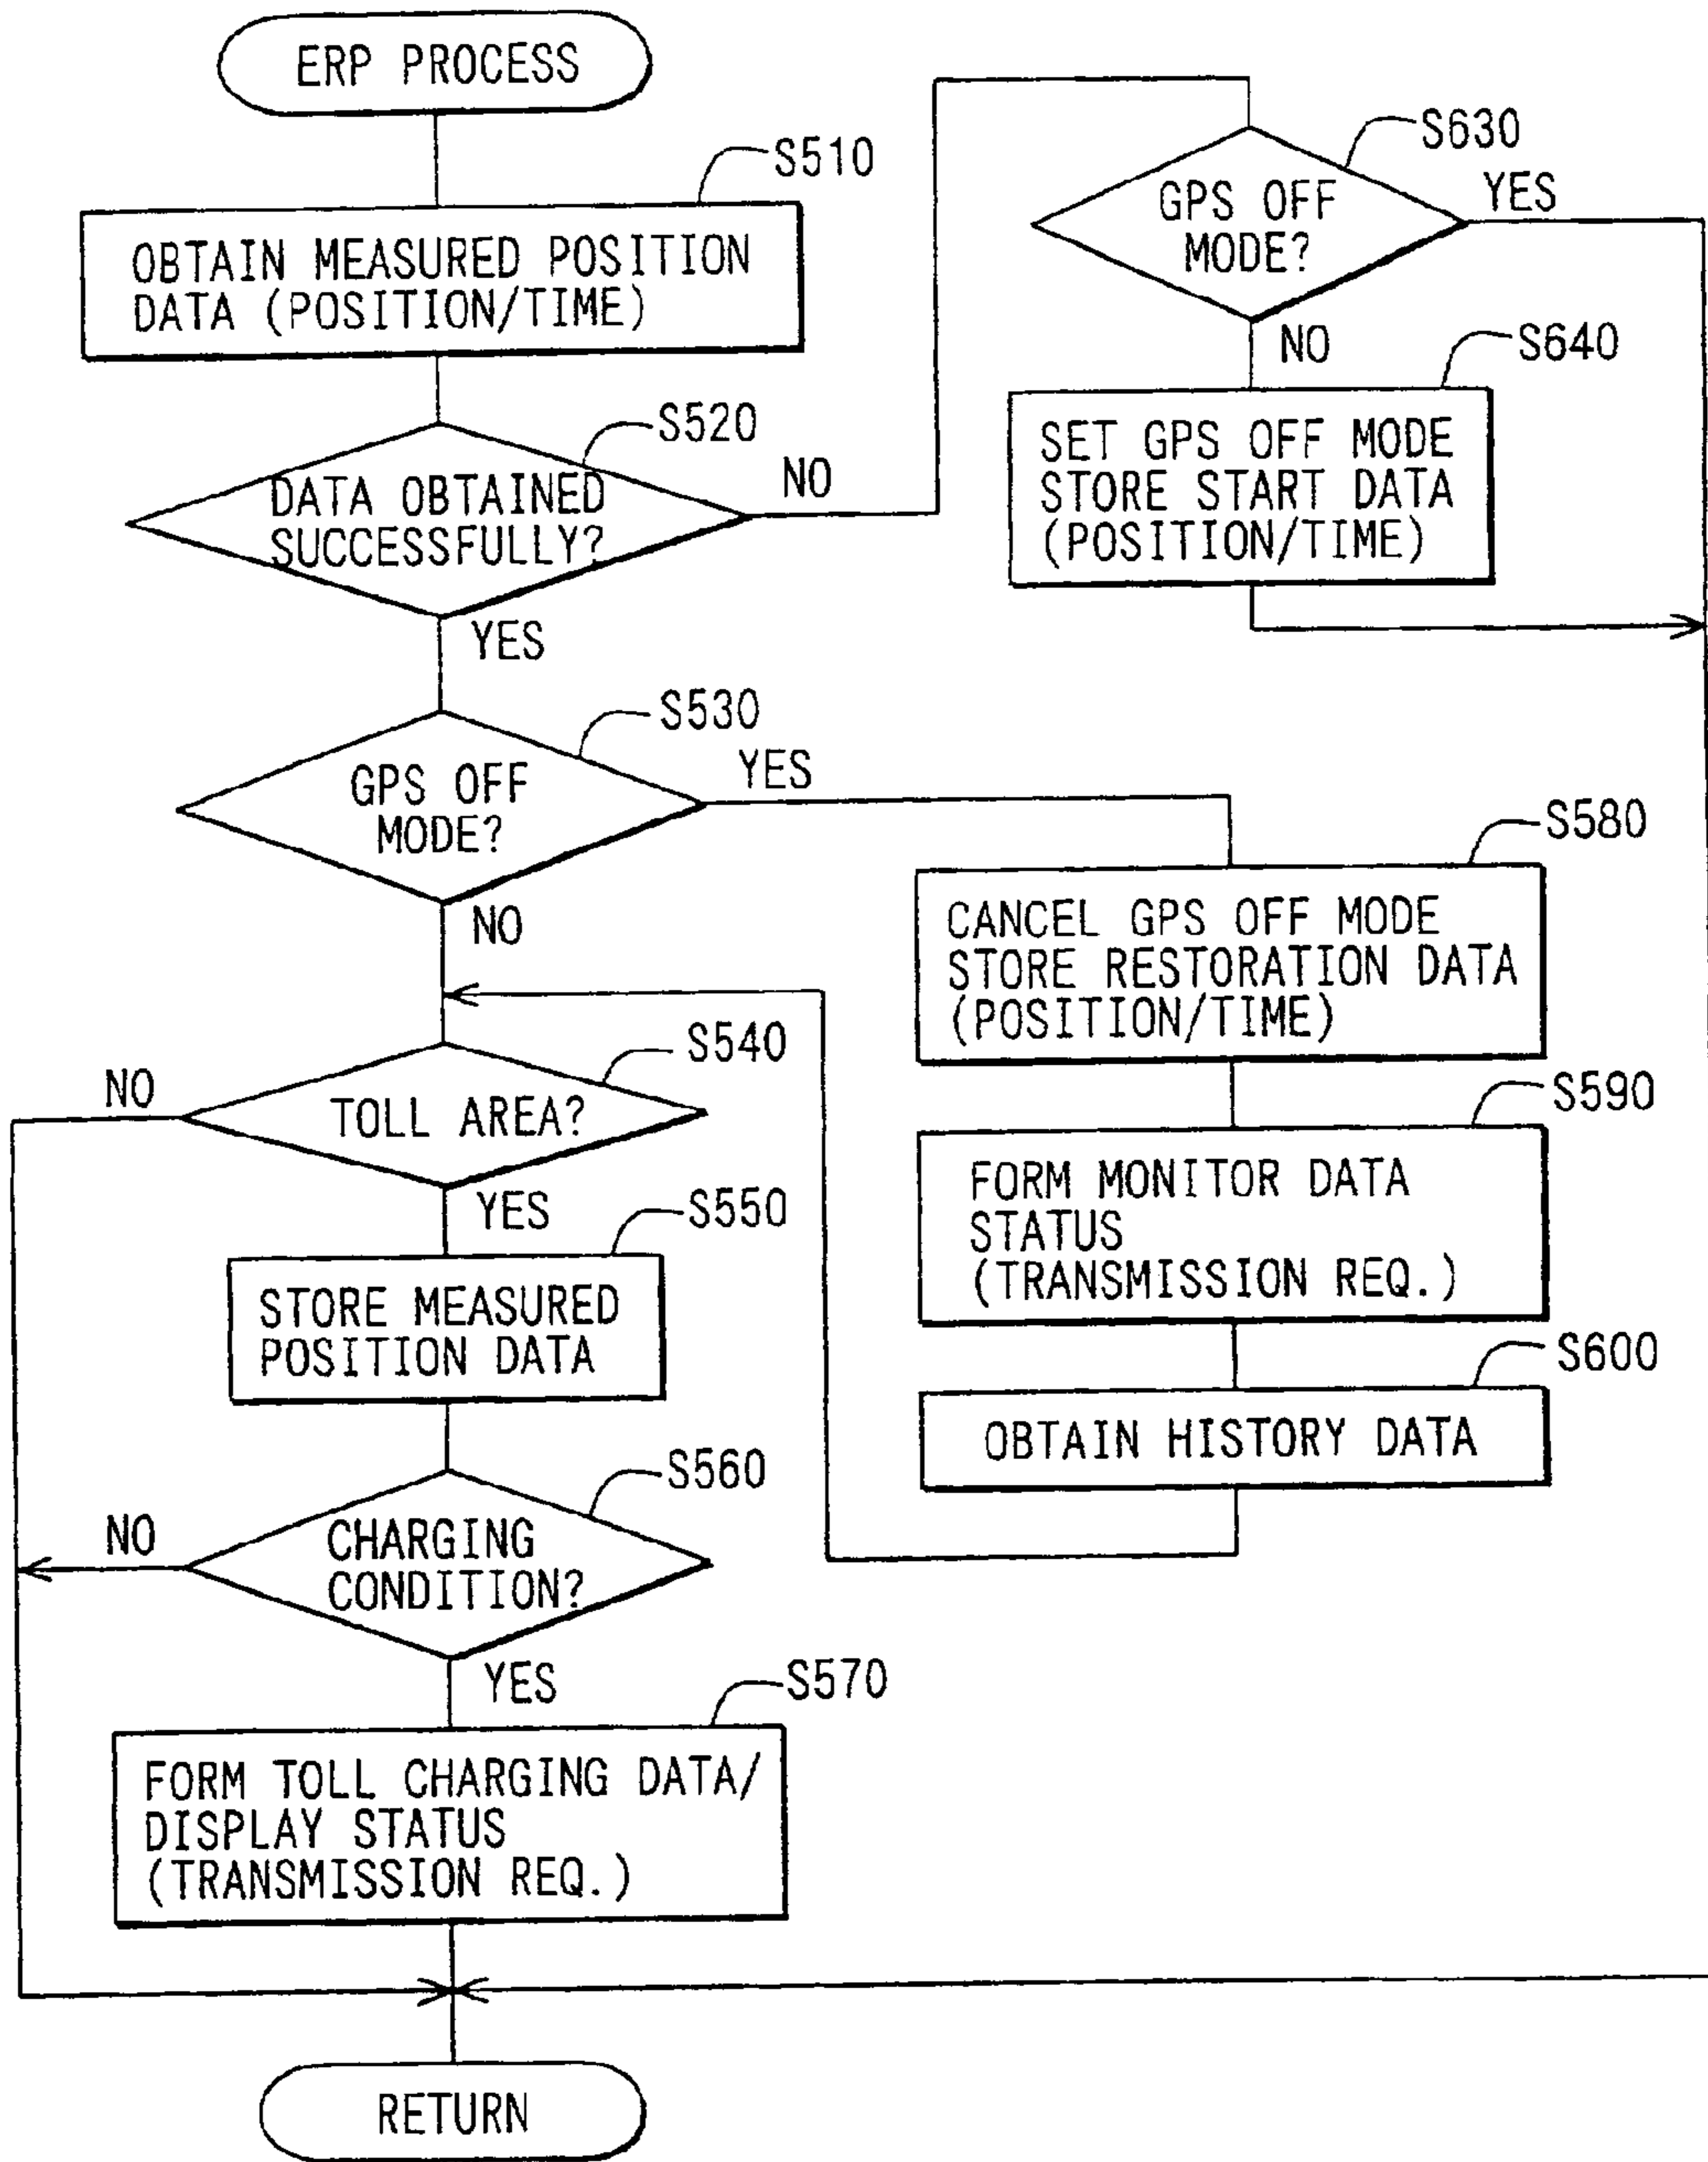 ERP PROCESS
S510
OBTAIN MEASURED POSITION
DATA (POSITION/TIME)
S520
DATA OBTAINED
SUCCESSFULLY?
NO
YES
S630
GPS OFF
MODE?
YES
NO
S640
SET GPS OFF MODE
STORE START DATA
(POSITION/TIME)
S530
GPS OFF
MODE?
YES
NO
S580
CANCEL GPS OFF MODE
STORE RESTORATION DATA
(POSITION/TIME)
S590
FORM MONITOR DATA
STATUS
(TRANSMISSION REQ.)
S600
OBTAIN HISTORY DATA
S540
TOLL AREA?
NO
YES
S550
STORE MEASURED
POSITION DATA
S560
CHARGING
CONDITION?
NO
YES
S570
FORM TOLL CHARGING DATA/
DISPLAY STATUS
(TRANSMISSION REQ.)
RETURN